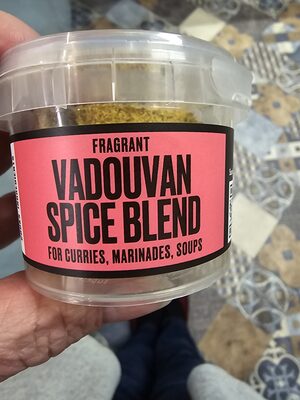 FRAGRANT
VADOUVAN
SPICE BLEND
FOR CURRIES, MARINADES, SOUPS